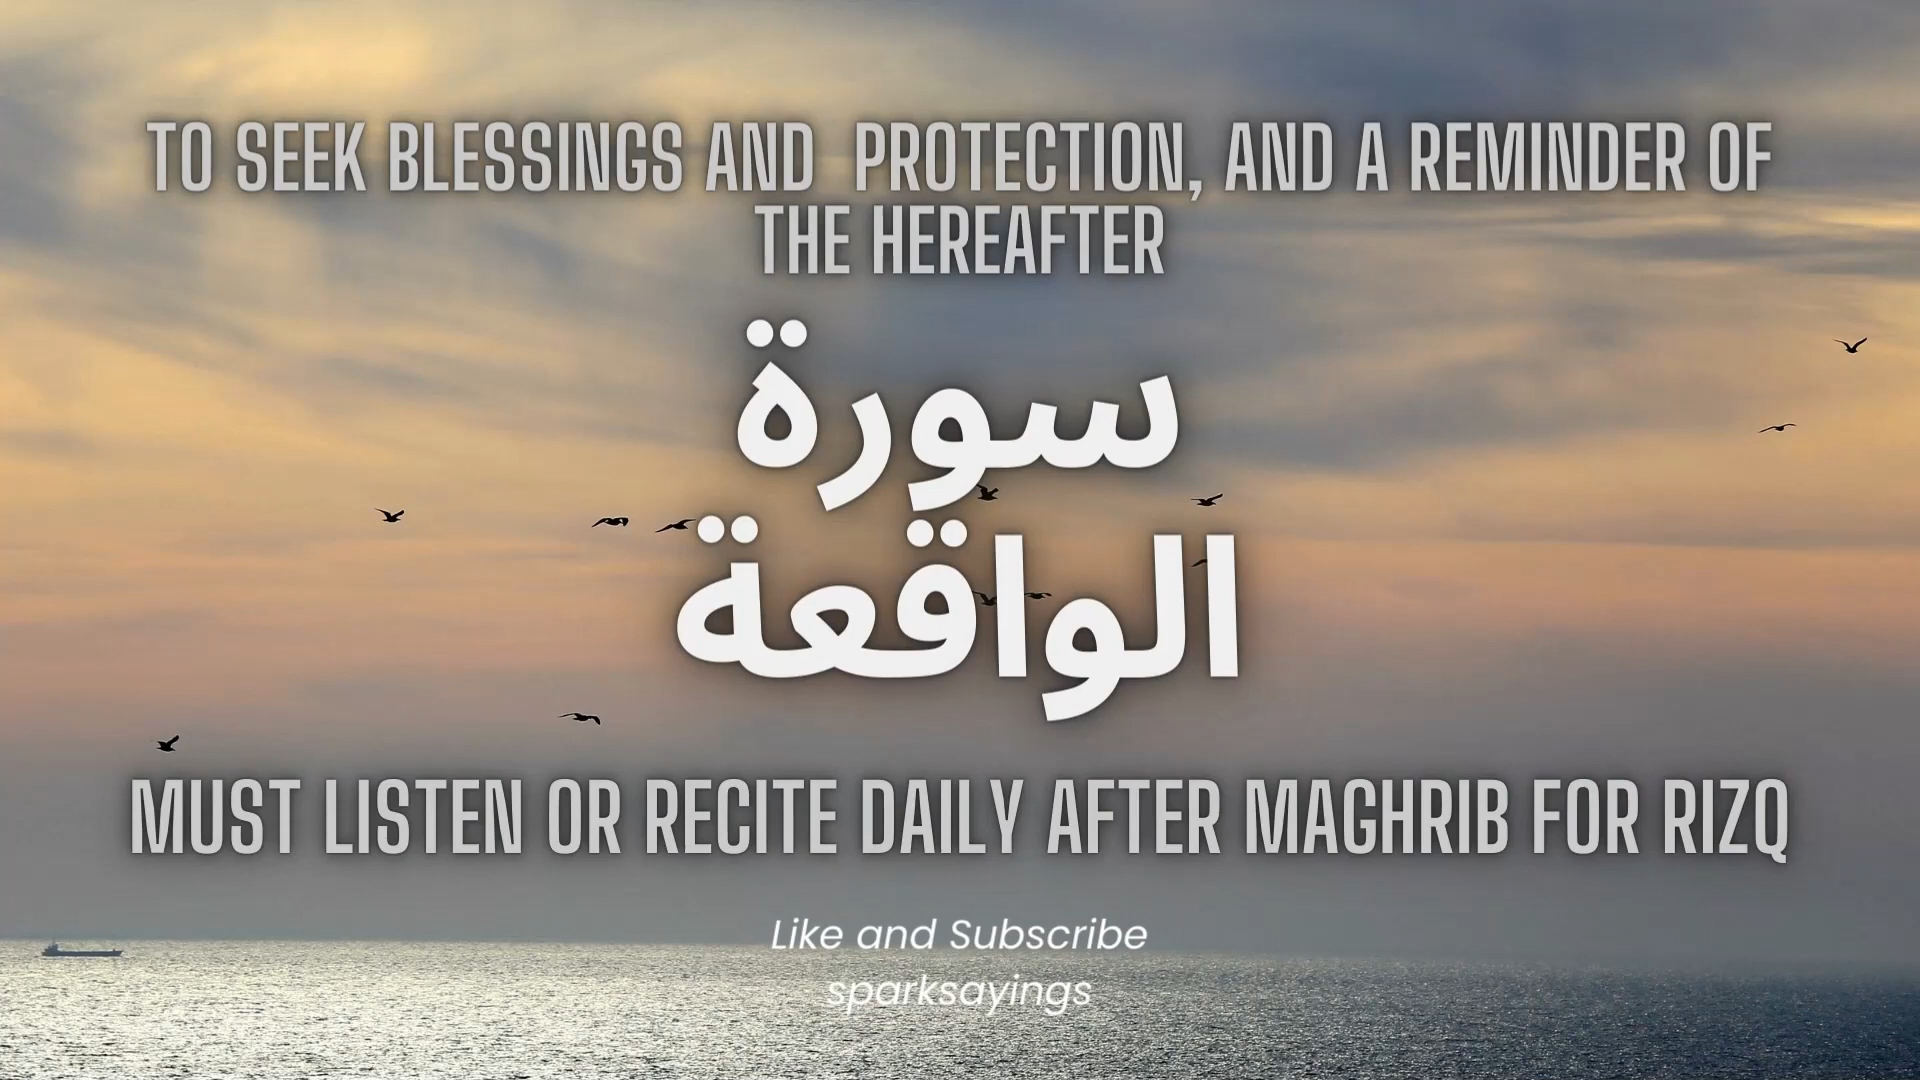 TO SEEK BLESSINGS AND PROTECTION, AND A REMINDER OF
THE HEREAFTER
سورة
الواقعة
MUST LISTEN OR RECITE DAILY AFTER MAGHRIB FOR RIZQ
Like and Subscribe
sparksayings